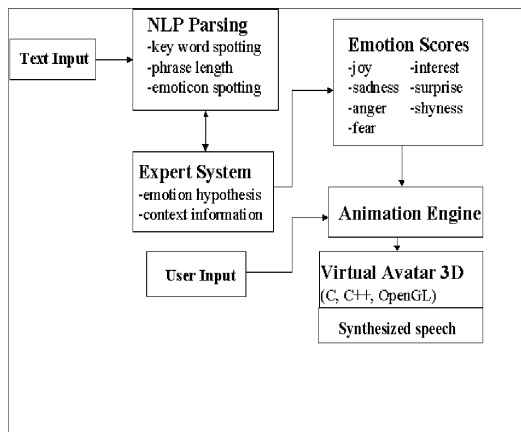 Text Input
NLP Parsing
-key word spotting
-phrase length
-emoticon spotting
Emotion Scores
-joy -interest
-sadness -surprise
-anger -shyness
-fear
Expert System
-emotion hypothesis
-context information
Animation Engine
User Input
Virtual Avatar 3D
(C, C++, OpenGL)
Synthesized speech